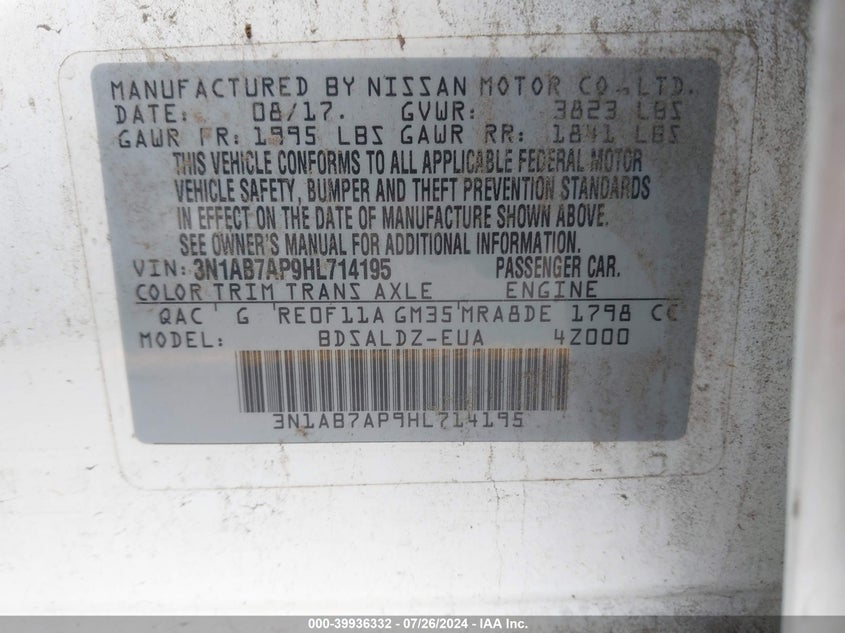 MANUFACTURED BY NISSAN MOTOR CO., LTD.
DATE: 08/17. GVWR: 3823 LBS
GAWR FR: 1995 LBS GAWR RR: 1841 LBS
THIS VEHICLE CONFORMS TO ALL APPLICABLE FEDERAL MOTOR
VEHICLE SAFETY, BUMPER AND THEFT PREVENTION STANDARDS
IN EFFECT ON THE DATE OF MANUFACTURE SHOWN ABOVE.
SEE OWNER'S MANUAL FOR ADDITIONAL INFORMATION.
VIN: 3N1AB7AP9HL714195 PASSENGER CAR.
COLOR TRIM TRANS AXLE ENGINE
QAC G RE0F11A GM35 MRA8DE 1798 CC
MODEL: BDSALDZ-EUA 4Z000
3N1AB7AP9HL714195
000-39936332 - 07/26/2024 - IAA Inc.